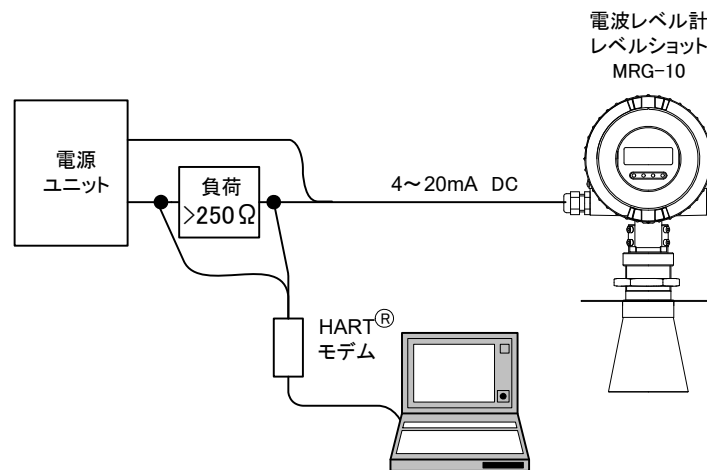 電波レベル計
レベルショット
MRG-10
電源
ユニット
負荷
>250Ω
4～20mA DC
HART®
モデム